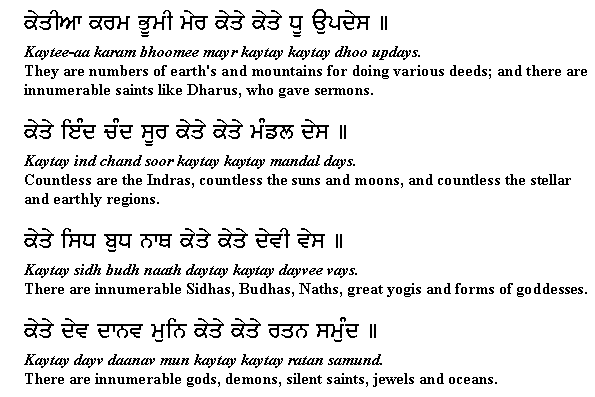 ਕੇਤੀਆ ਕਰਮ ਭੂਮੀ ਮੇਰ ਕੇਤੇ ਕੇਤੇ ਧੂ ਉਪਦੇਸ ॥
Kaytee-aa karam bhoomee mayr kaytay kaytay dhoo updays.
They are numbers of earth's and mountains for doing various deeds; and there are
innumerable saints like Dharus, who gave sermons.
ਕੇਤੇ ਇੰਦ ਚੰਦ ਸੂਰ ਕੇਤੇ ਕੇਤੇ ਮੰਡਲ ਦੇਸ ॥
Kaytay ind chand soor kaytay kaytay mandal days.
Countless are the Indras, countless the suns and moons, and countless the stellar
and earthly regions.
ਕੇਤੇ ਸਿਧ ਬੁਧ ਨਾਥ ਕੇਤੇ ਕੇਤੇ ਦੇਵੀ ਵੇਸ ॥
Kaytay sidh budh naath daytay kaytay dayvee vays.
There are innumerable Sidhas, Budhas, Naths, great yogis and forms of goddesses.
ਕੇਤੇ ਦੇਵ ਦਾਨਵ ਮੁਨਿ ਕੇਤੇ ਕੇਤੇ ਰਤਨ ਸਮੁੰਦ ॥
Kaytay dayv daanav mun kaytay kaytay ratan samund.
There are innumerable gods, demons, silent saints, jewels and oceans.